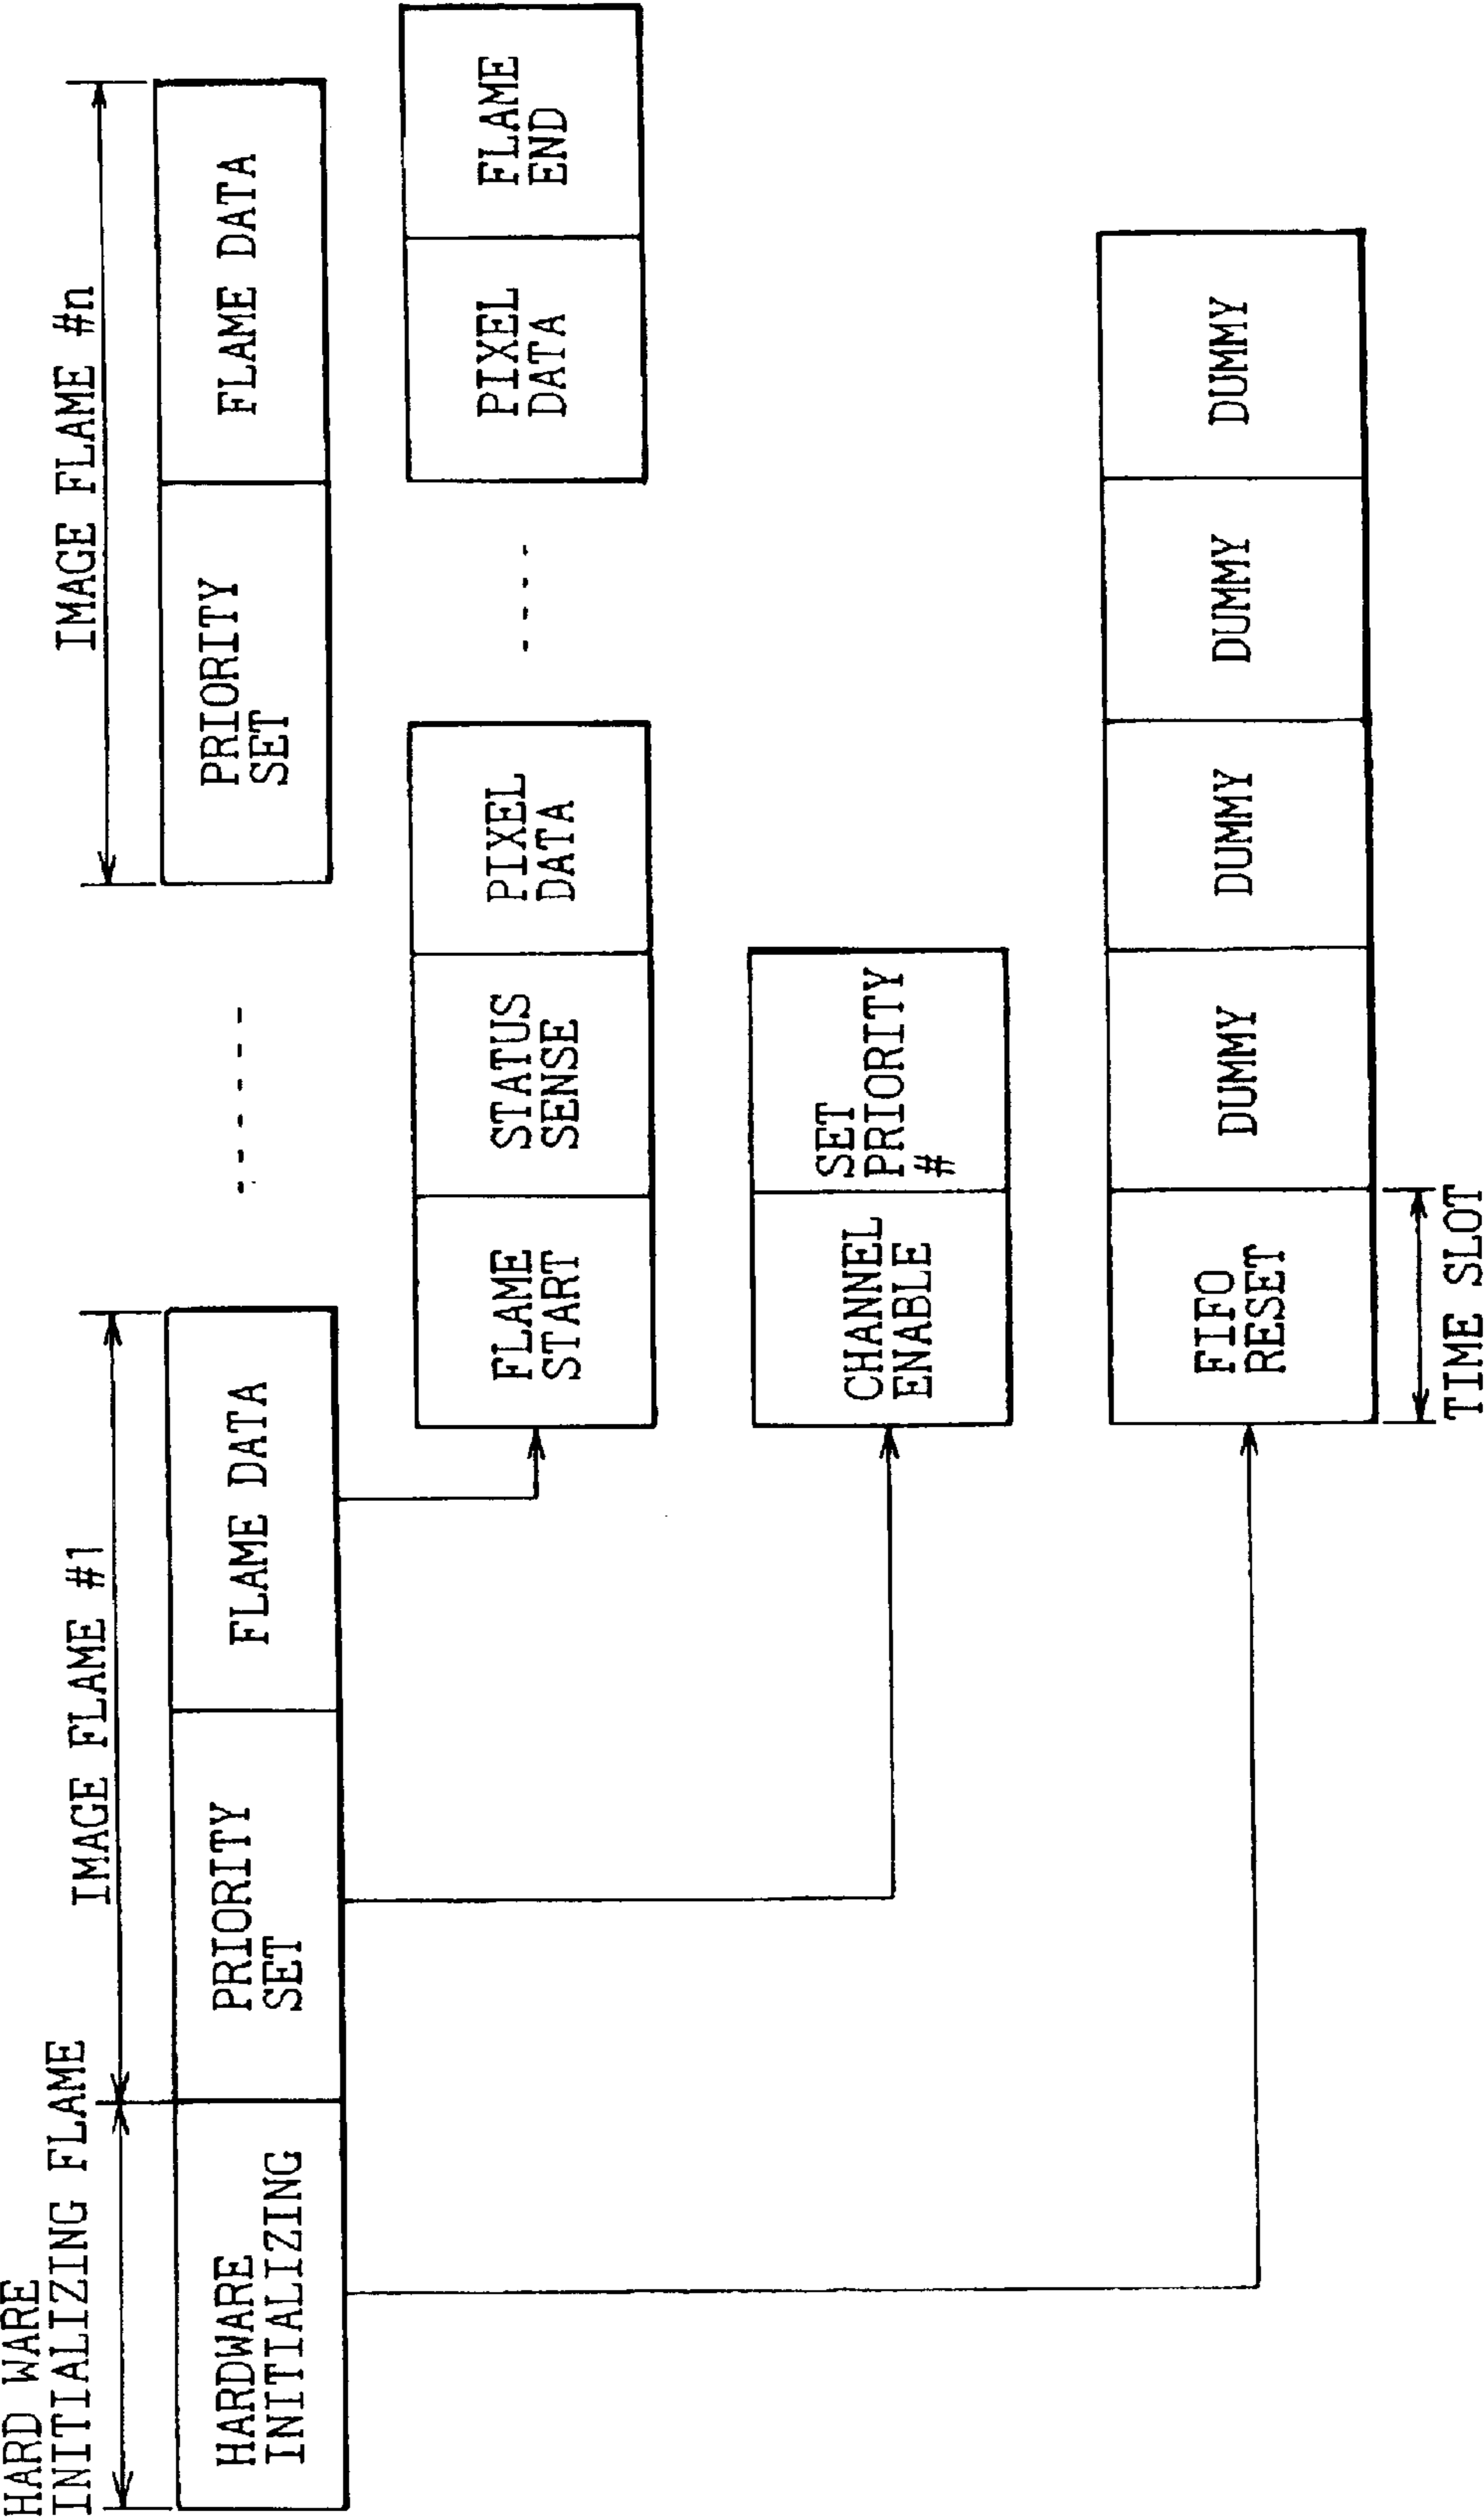 HARD WARE
INITIALIZING FLAME
IMAGE FLAME #1
IMAGE FLAME #n
HARDWARE
INITIALIZING
PRIORITY
SET
FLAME DATA
PRIORITY
SET
FLAME DATA
FLAME
START
STATUS
SENSE
PIXEL
DATA
PIXEL
DATA
FLAME
END
CHANNEL
ENABLE
SET
PRIORITY
#
FIFO
RESET
DUMMY
DUMMY
DUMMY
DUMMY
TIME SLOT